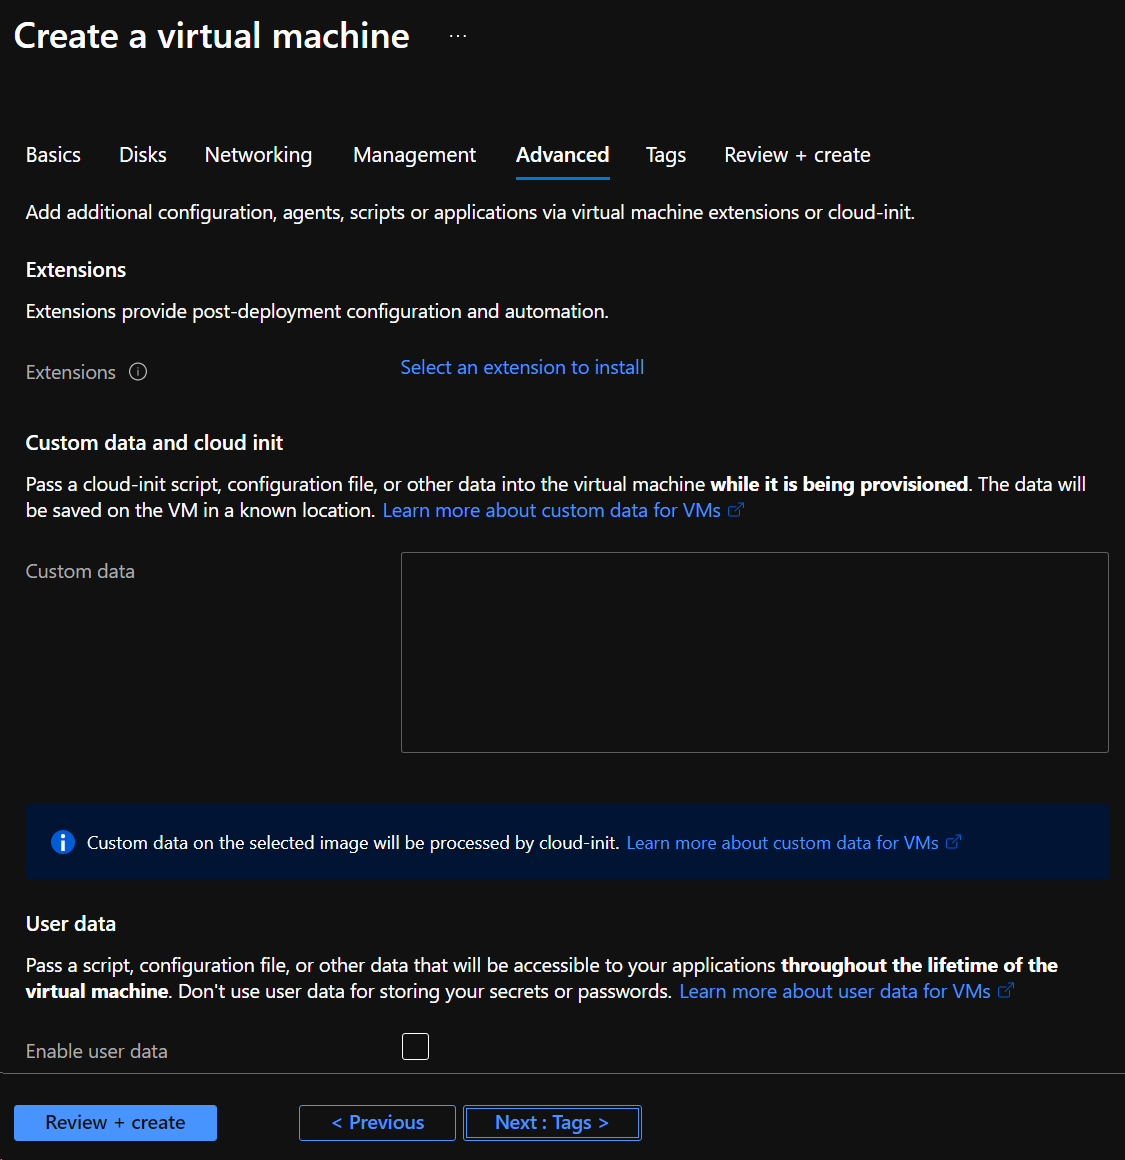 Create a virtual machine ...
Basics Disks Networking Management Advanced Tags Review + create
Add additional configuration, agents, scripts or applications via virtual machine extensions or cloud-init.
Extensions
Extensions provide post-deployment configuration and automation.
Extensions
Select an extension to install
Custom data and cloud init
Pass a cloud-init script, configuration file, or other data into the virtual machine while it is being provisioned. The data will
be saved on the VM in a known location. Learn more about custom data for VMs
Custom data
Custom data on the selected image will be processed by cloud-init. Learn more about custom data for VMs
User data
Pass a script, configuration file, or other data that will be accessible to your applications throughout the lifetime of the
virtual machine. Don't use user data for storing your secrets or passwords. Learn more about user data for VMs
Enable user data
Review + create < Previous Next : Tags >